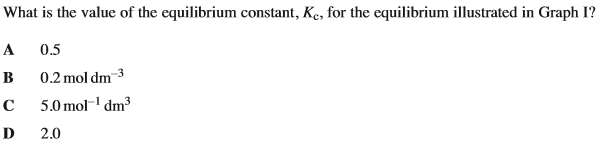 What is the value of the equilibrium constant, Kc, for the equilibrium illustrated in Graph I?
A 0.5
B 0.2 mol dm⁻³
C 5.0 mol⁻¹ dm³
D 2.0